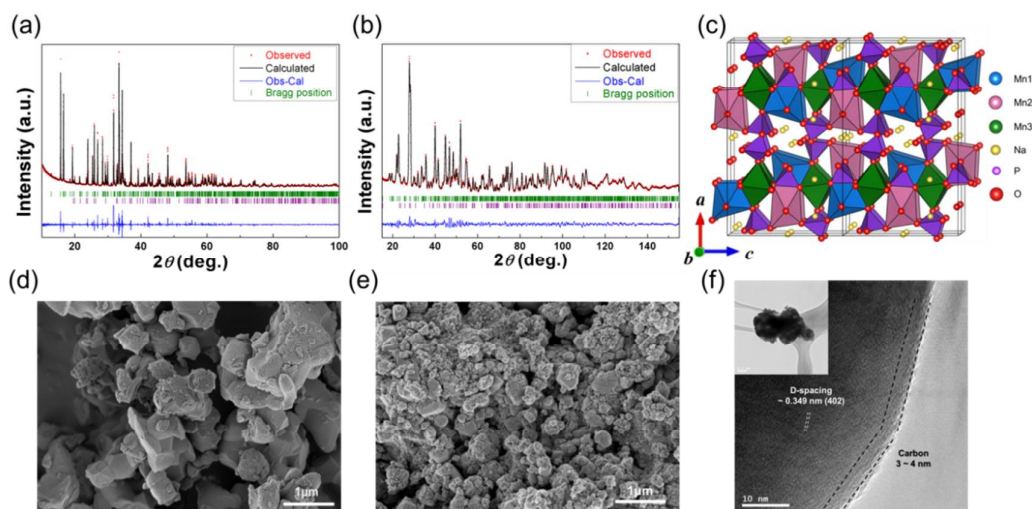 (a)
Intensity (a.u.)
Observed
Calculated
Obs-Cal
Bragg position
20 40 60 80 100
2θ (deg.)
(b)
Intensity (a.u.)
Observed
Calculated
Obs-Cal
Bragg position
20 40 60 80 100 120 140
2θ (deg.)
(c)
Mn1
Mn2
Mn3
Na
P
O
a
b
c
(d)
1μm
(e)
1μm
(f)
D-spacing
~ 0.349 nm (402)
Carbon
3 ~ 4 nm
10 nm